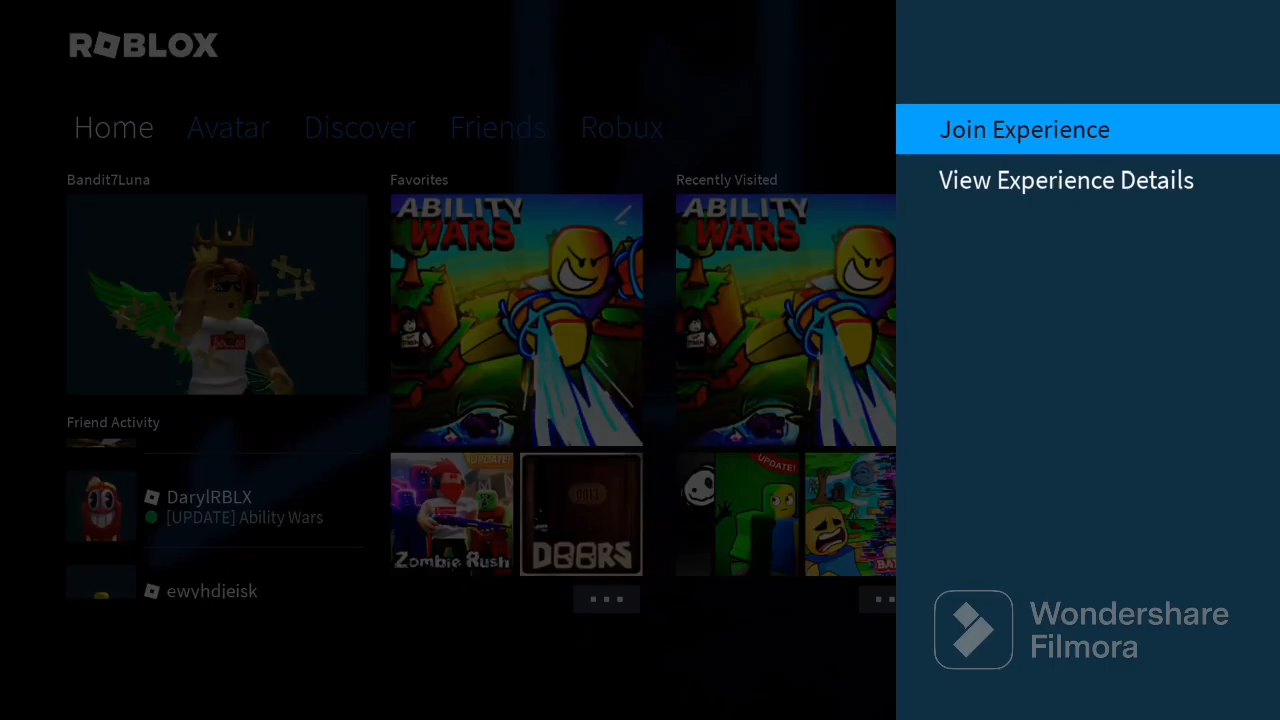 ROBLOX
Home Avatar Discover Friends Robux
Bandit7Luna
Favorites
Recently Visited
ABILITY
WARS
ABILITY
WARS
Friend Activity
DarylRBLX
[UPDATE] Ability Wars
ewyhdjeisk
UPDATE!
Zombie Rush
DOORS
UPDATE!
Join Experience
View Experience Details
Wondershare
Filmora